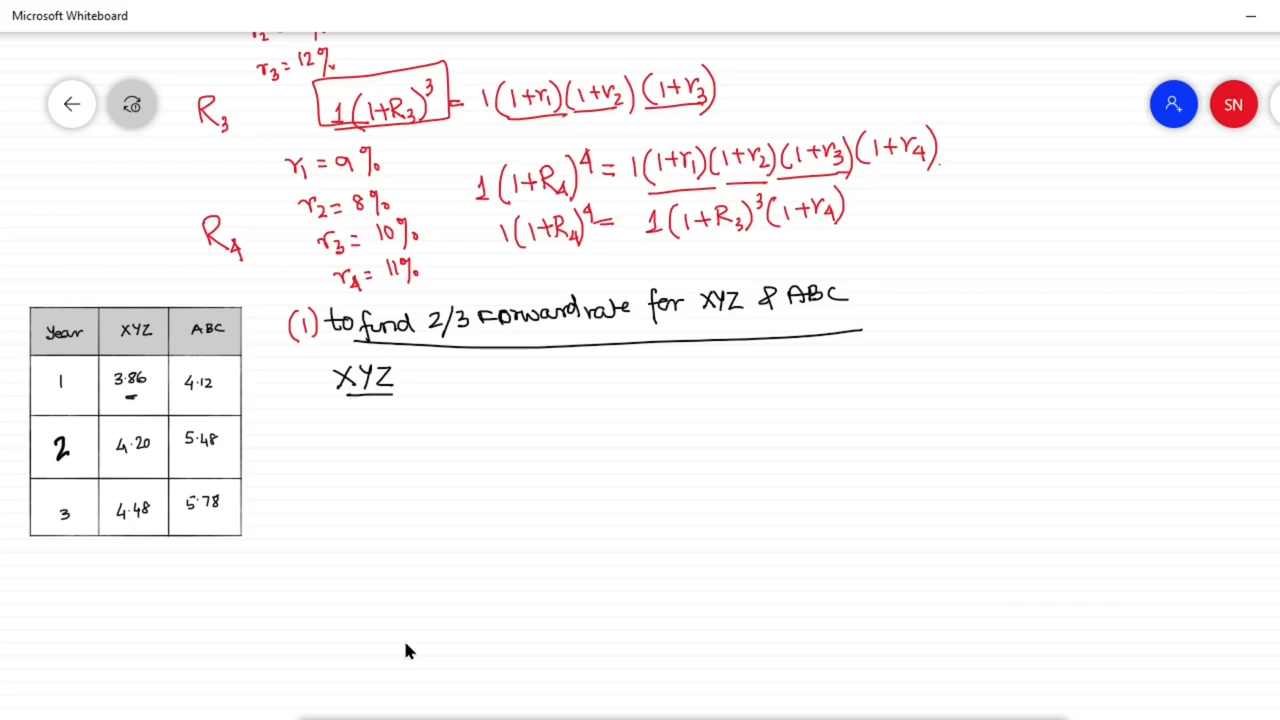 Microsoft Whiteboard
r3 = 12%
R3 1(1+R3)^3 = 1(1+r1)(1+r2)(1+r3)
SN
r1 = 9%
1(1+R4)^4 = 1(1+r1)(1+r2)(1+r3)(1+r4).
r2 = 8%
R4 1(1+R4)^4 = 1(1+R3)^3(1+r4)
r3 = 10%
r4 = 11%
(1) to find 2/3 Forward rate for XYZ & ABC
XYZ
Year XYZ ABC
1 3.86 4.12
2 4.20 5.48
3 4.48 5.78